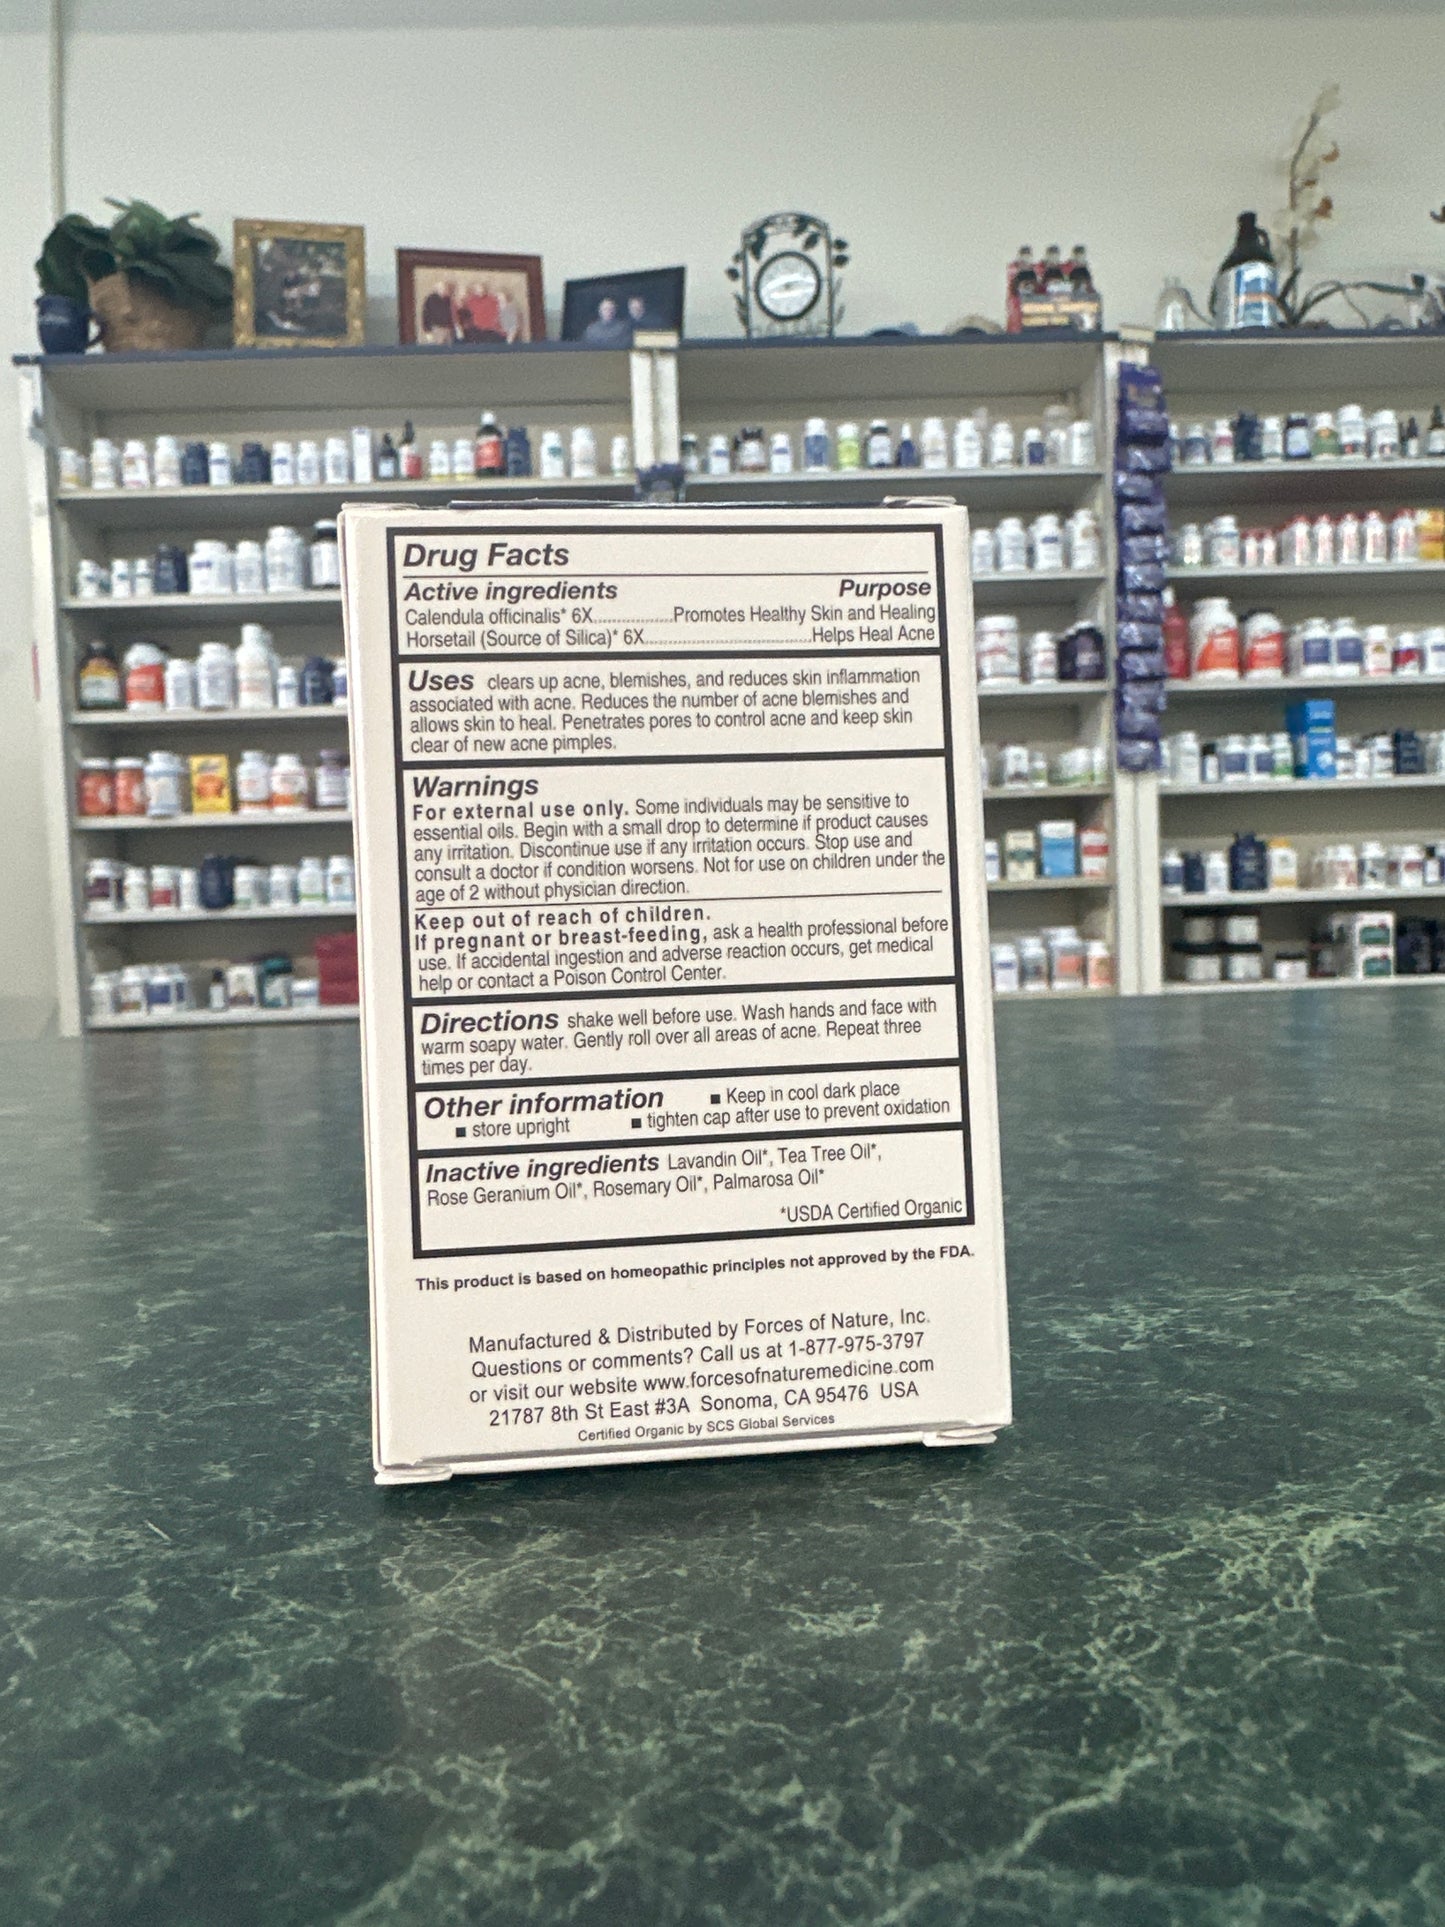 Drug Facts
Active ingredients Purpose
Calendula officinalis* 6X....................Promotes Healthy Skin and Healing
Horsetail (Source of Silica)* 6X..........................................Helps Heal Acne
Uses clears up acne, blemishes, and reduces skin inflammation
associated with acne. Reduces the number of acne blemishes and
allows skin to heal. Penetrates pores to control acne and keep skin
clear of new acne pimples.
Warnings
For external use only. Some individuals may be sensitive to
essential oils. Begin with a small drop to determine if product causes
any irritation. Discontinue use if any irritation occurs. Stop use and
consult a doctor if condition worsens. Not for use on children under the
age of 2 without physician direction.
Keep out of reach of children.
If pregnant or breast-feeding, ask a health professional before
use. If accidental ingestion and adverse reaction occurs, get medical
help or contact a Poison Control Center.
Directions shake well before use. Wash hands and face with
warm soapy water. Gently roll over all areas of acne. Repeat three
times per day.
Other information ■ Keep in cool dark place
■ store upright ■ tighten cap after use to prevent oxidation
Inactive ingredients Lavandin Oil*, Tea Tree Oil*,
Rose Geranium Oil*, Rosemary Oil*, Palmarosa Oil*
*USDA Certified Organic
This product is based on homeopathic principles not approved by the FDA.
Manufactured & Distributed by Forces of Nature, Inc.
Questions or comments? Call us at 1-877-975-3797
or visit our website www.forcesofnaturemedicine.com
21787 8th St East #3A Sonoma, CA 95476 USA
Certified Organic by SCS Global Services